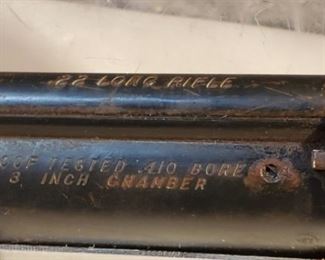 .22 LONG RIFLE
OOF TESTED .410 BORE
3 INCH CHAMBER